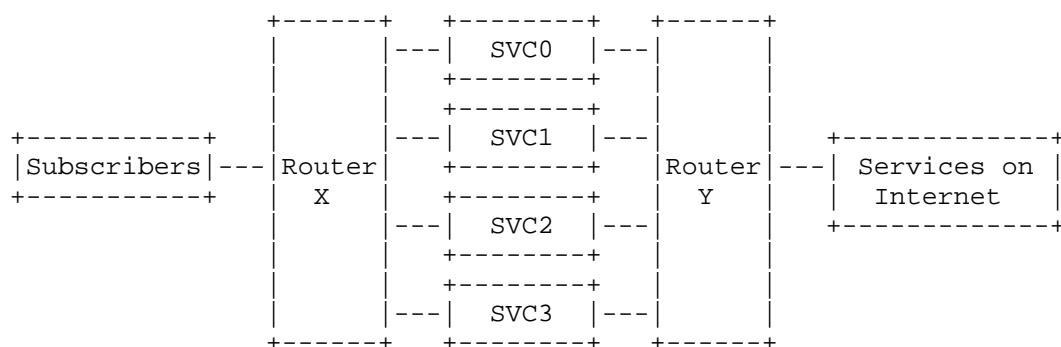 SVC0
SVC1
Subscribers Router Router Services on
X Y Internet
SVC2
SVC3